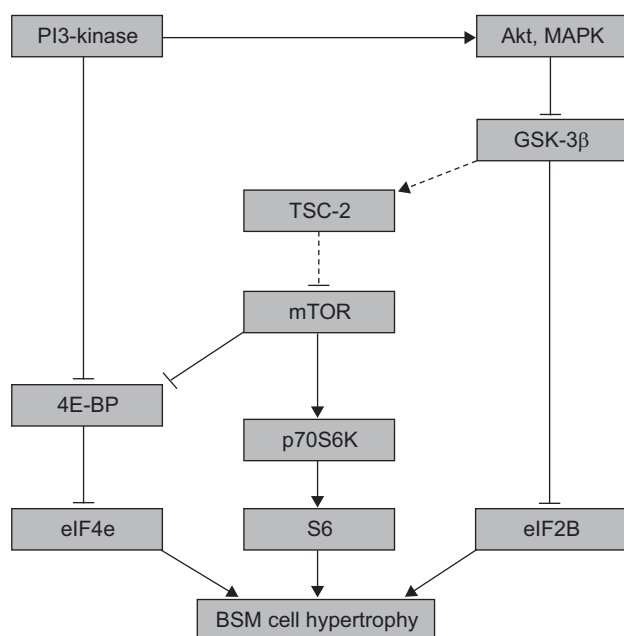 PI3-kinase
Akt, MAPK
GSK-3β
TSC-2
mTOR
4E-BP
p70S6K
eIF4e
S6
eIF2B
BSM cell hypertrophy